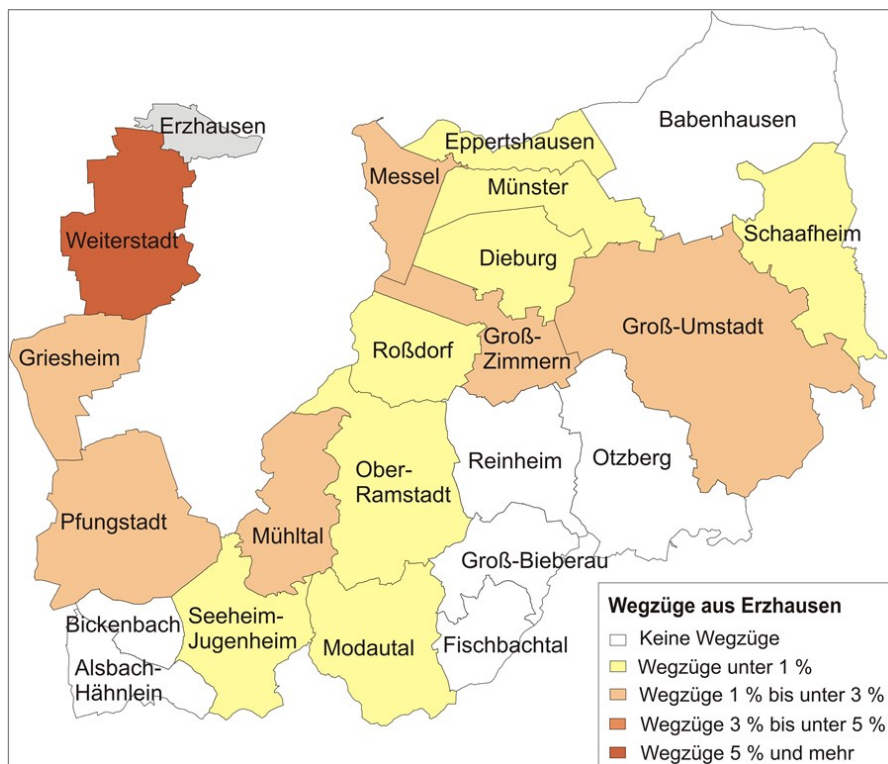 Erzhausen
Babenhausen
Eppertshausen
Messel
Münster
Weiterstadt
Schaafheim
Dieburg
Groß-Umstadt
Griesheim
Roßdorf
Groß-
Zimmern
Reinheim
Otzberg
Ober-
Ramstadt
Pfungstadt
Mühltal
Groß-Bieberau
Bickenbach
Seeheim-
Jugenheim
Modautal
Fischbachtal
Alsbach-
Hähnlein
Wegzüge aus Erzhausen
Keine Wegzüge
Wegzüge unter 1 %
Wegzüge 1 % bis unter 3 %
Wegzüge 3 % bis unter 5 %
Wegzüge 5 % und mehr